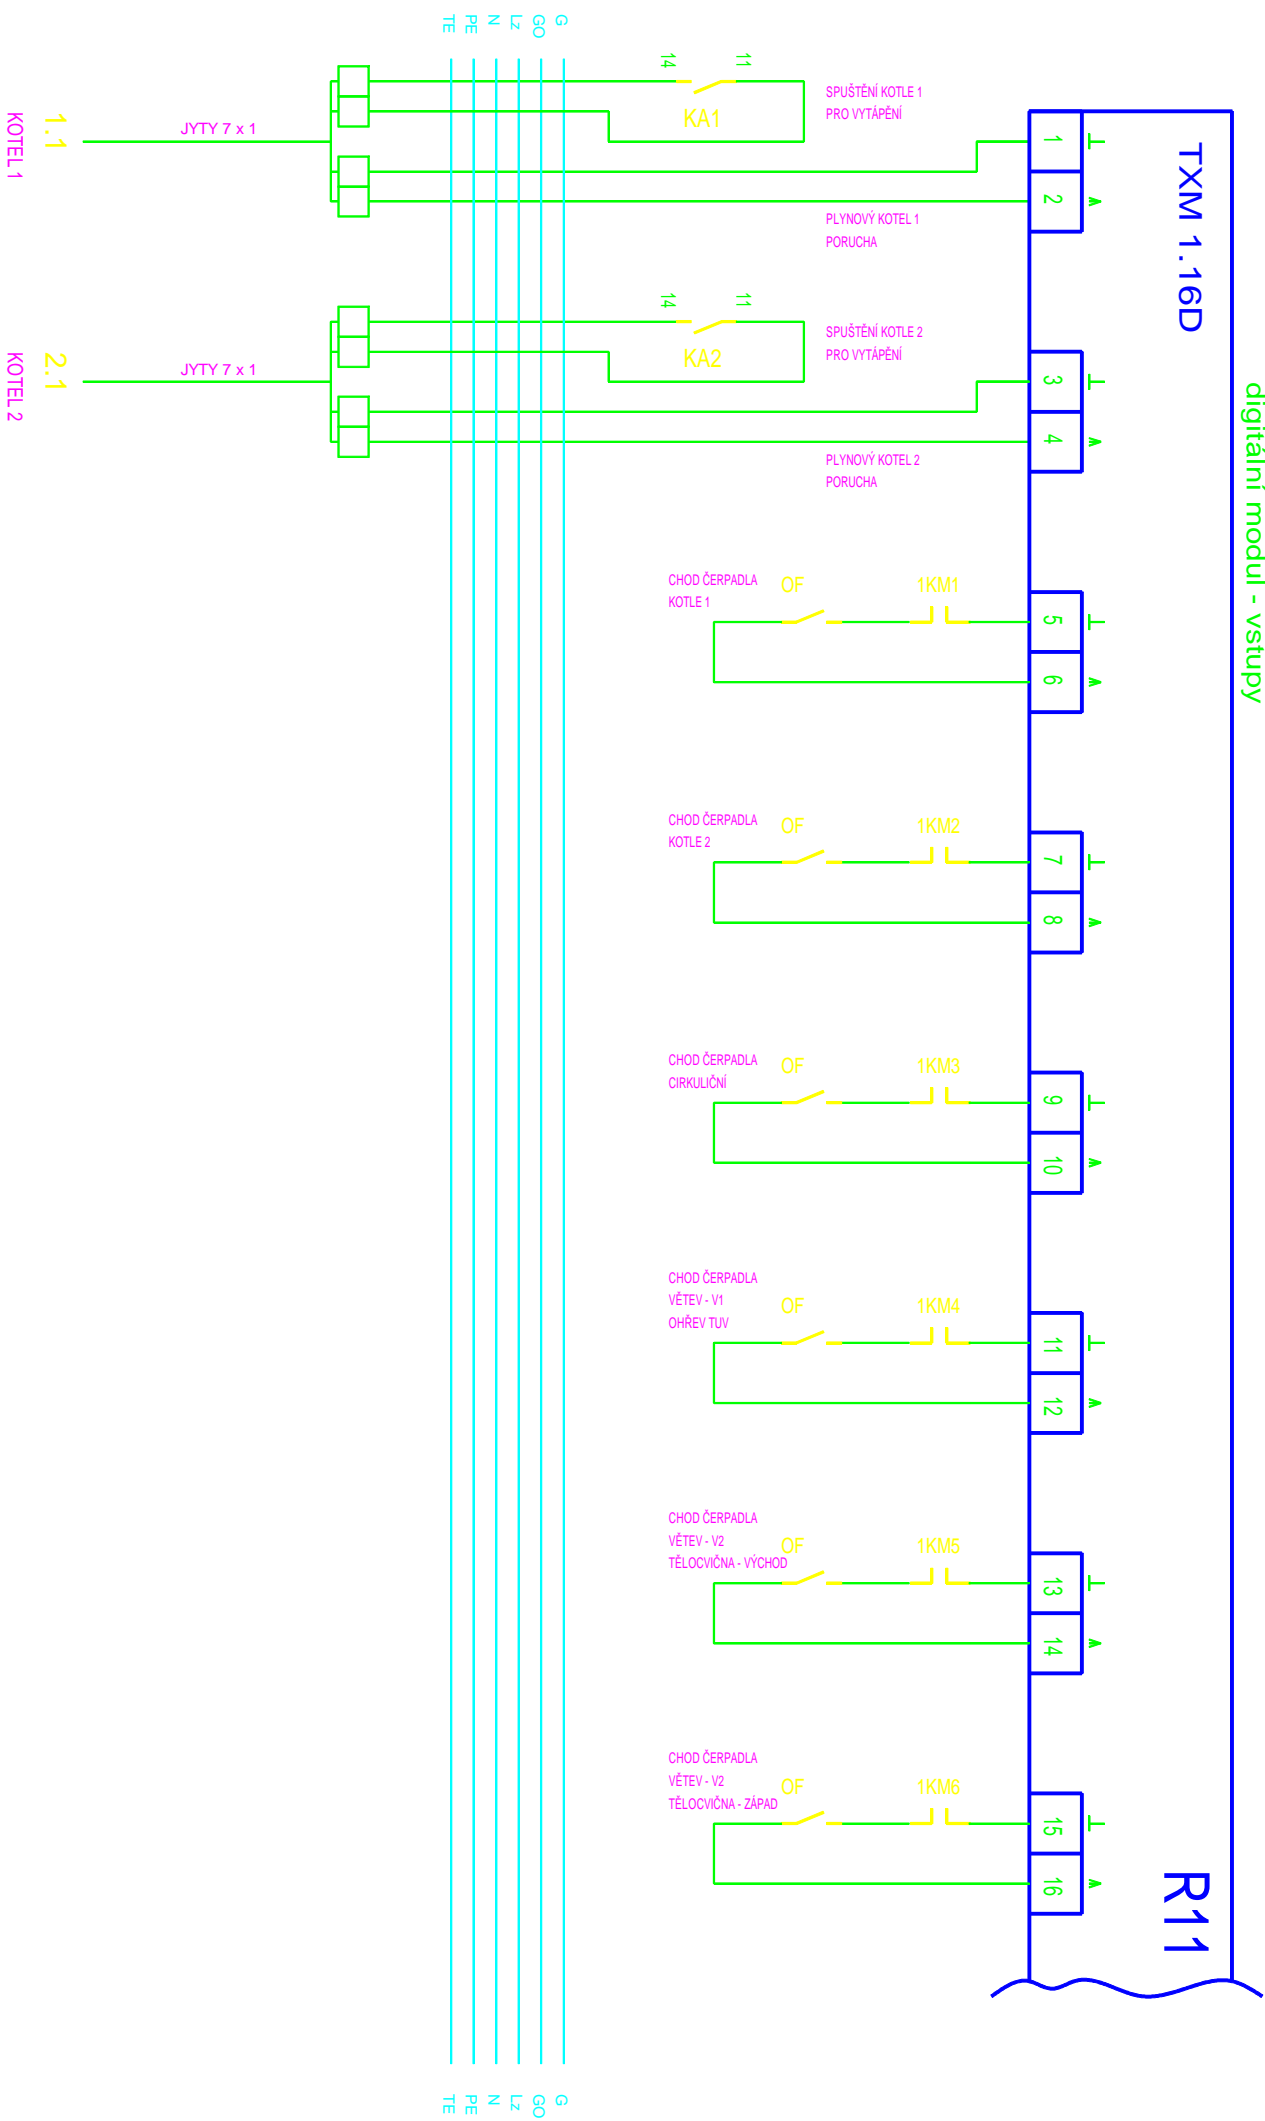 TE
PE
N
Lz
GO
G
14
11
KA1
SPUŠTĚNÍ KOTLE 1
PRO VYTÁPĚNÍ
JYTY 7 x 1
1.1
KOTEL 1
PLYNOVÝ KOTEL 1
PORUCHA
1
2
TXM 1.16D
14
11
KA2
SPUŠTĚNÍ KOTLE 2
PRO VYTÁPĚNÍ
JYTY 7 x 1
2.1
KOTEL 2
PLYNOVÝ KOTEL 2
PORUCHA
3
4
digitální modul - vstupy
CHOD ČERPADLA
KOTLE 1
OF
1KM1
5
6
CHOD ČERPADLA
KOTLE 2
OF
1KM2
7
8
CHOD ČERPADLA
CIRKULIČNÍ
OF
1KM3
9
10
CHOD ČERPADLA
VĚTEV - V1
OHŘEV TUV
OF
1KM4
11
12
CHOD ČERPADLA
VĚTEV - V2
TĚLOCVIČNA - VÝCHOD
OF
1KM5
13
14
CHOD ČERPADLA
VĚTEV - V2
TĚLOCVIČNA - ZÁPAD
OF
1KM6
15
16
R11
TE
PE
N
Lz
GO
G